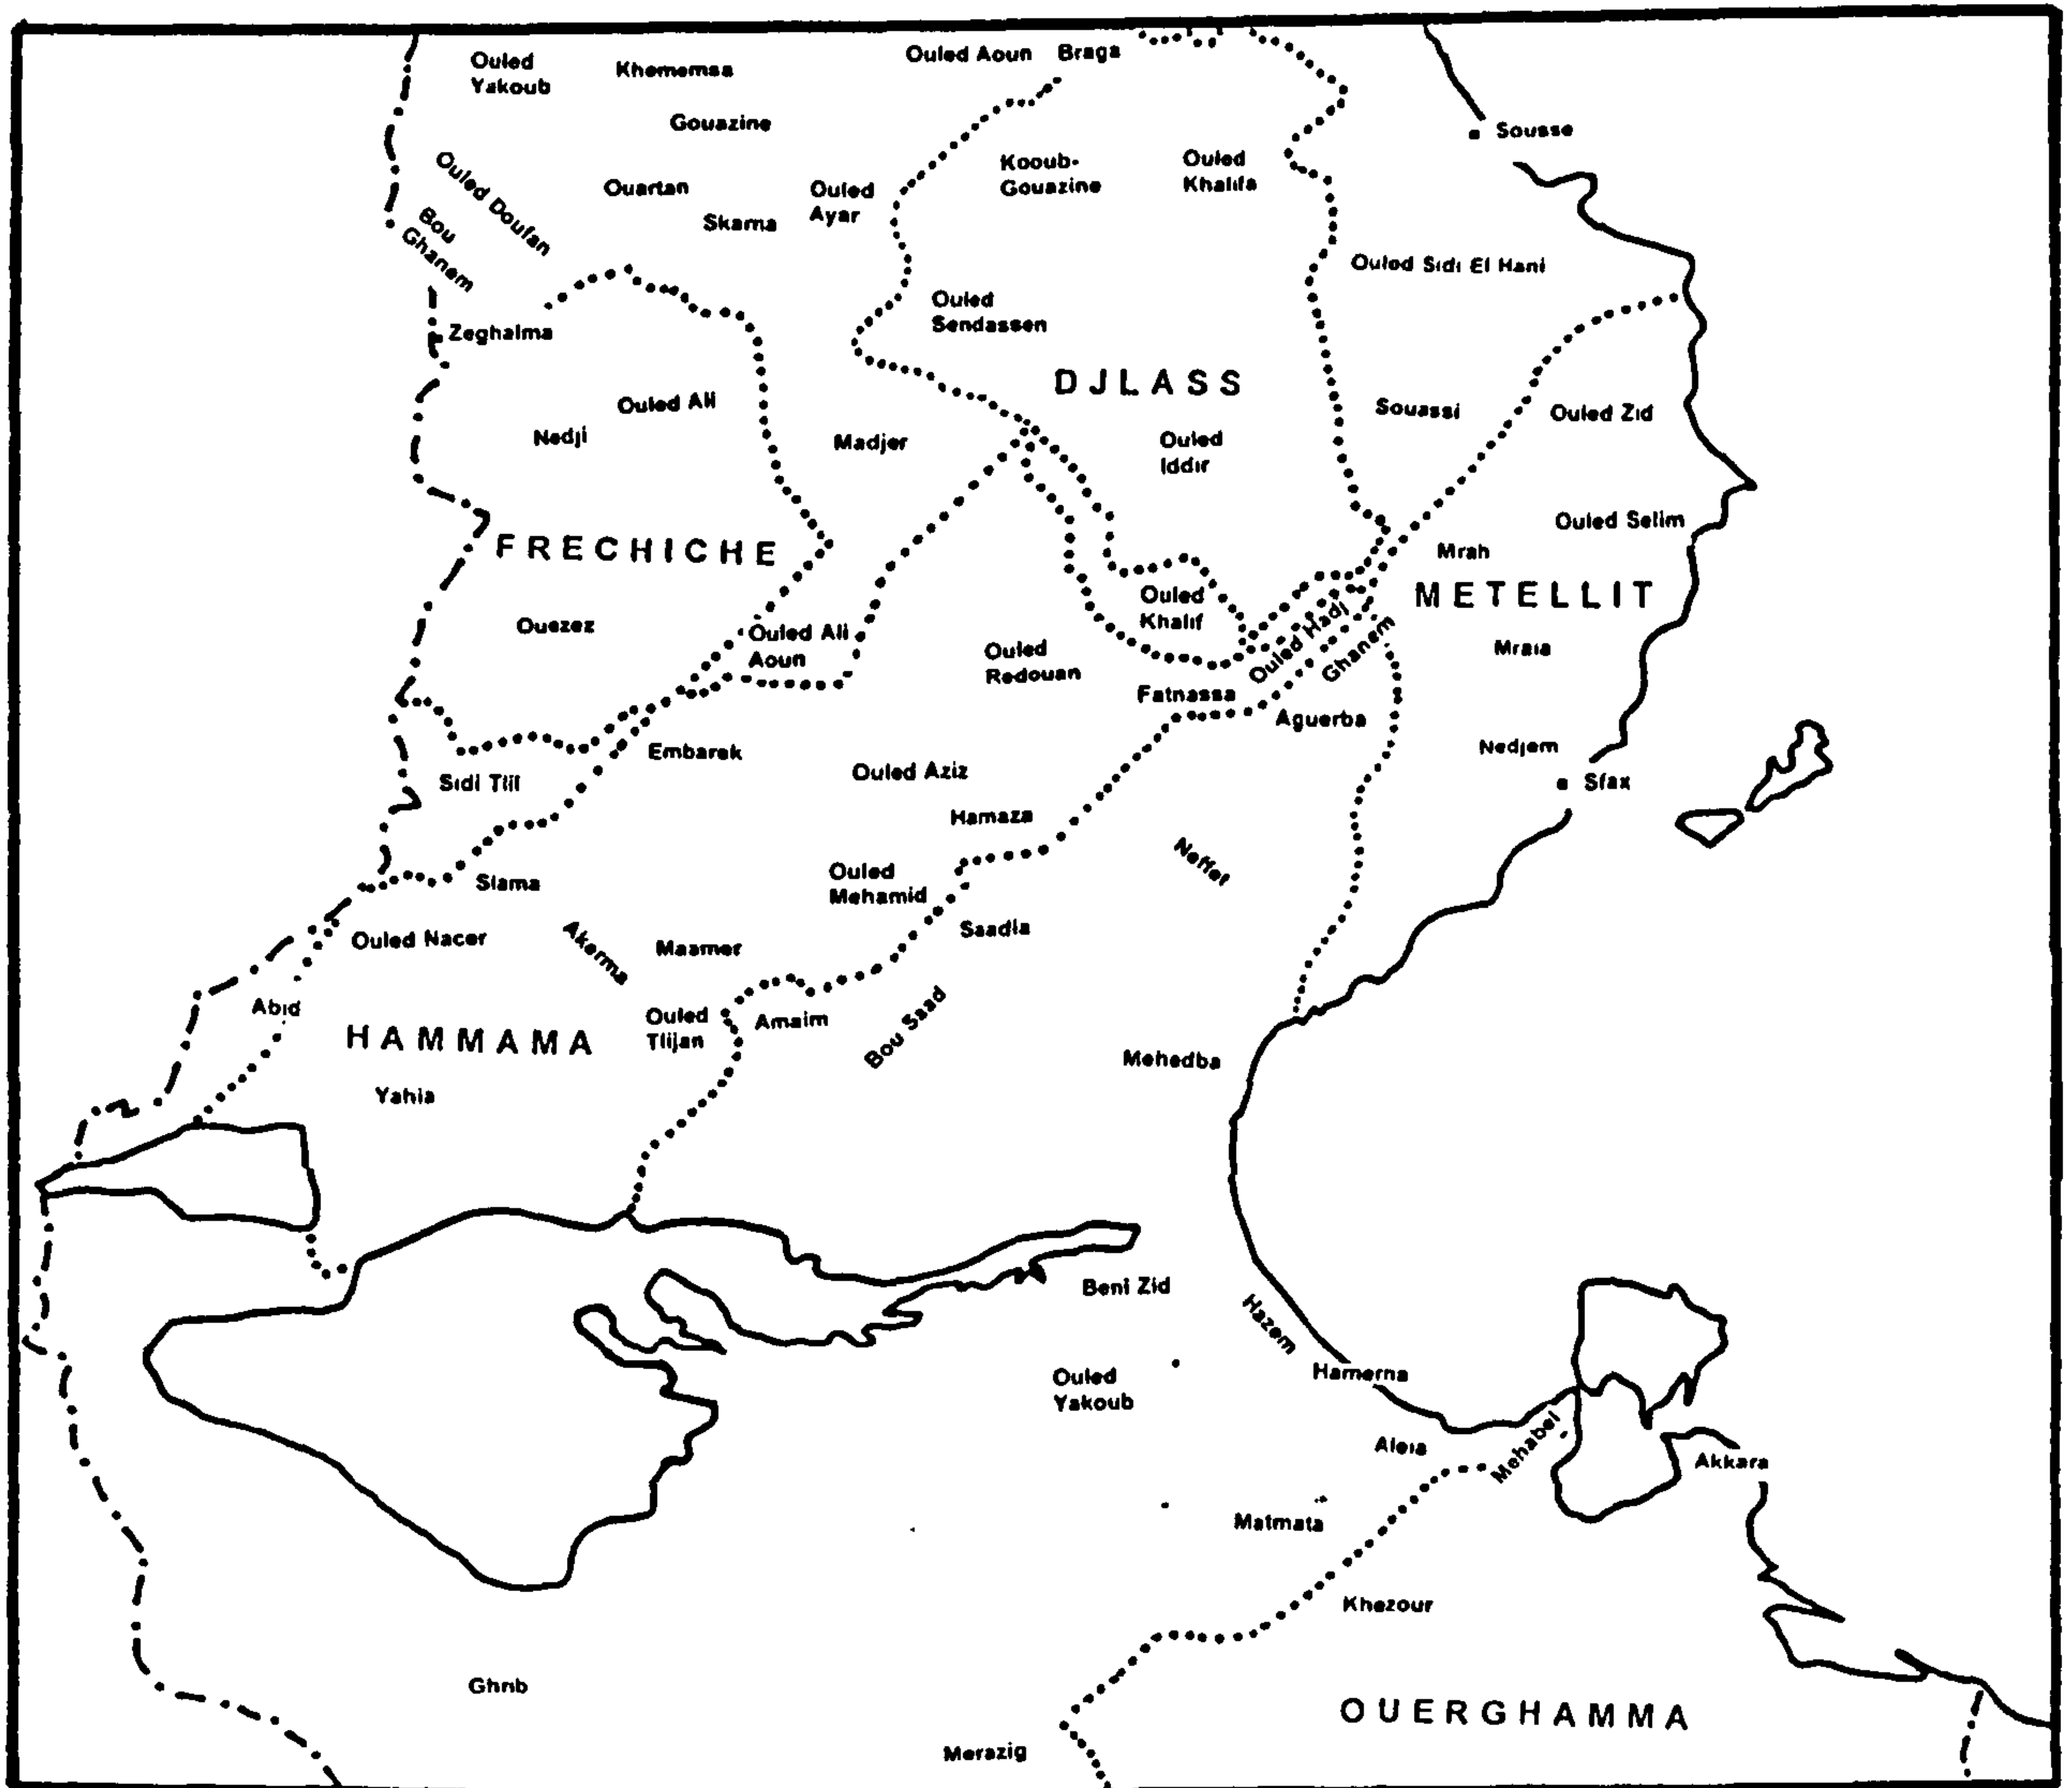 Ouled
Yakoub
Khememsa
Ouled Aoun
Braga
Gouazine
Sousse
Ouled Doufan
Ouartan
Ouled
Ayar
Kooub-
Gouazine
Ouled
Khalifa
Bou
Ghanem
Skama
Ouled Sidi El Hani
Ouled
Sendassen
Zeghalma
DJLASS
Ouled Ali
Nedji
Madjer
Ouled
Iddir
Souassi
Ouled Zid
FRECHICHE
Ouled Selim
Mrah
METELLIT
Ouezez
Ouled Ali
Aoun
Ouled
Khalif
Ouled Hadj
Ghanem
Mraia
Ouled
Redouan
Fatnassa
Aguerba
Embarek
Nedjem
Sidi Tlil
Ouled Aziz
Sfax
Hamaza
Slama
Ouled
Mehamid
Neffet
Ouled Nacer
Akerma
Maamer
Saadia
Abid
HAMMAMA
Ouled
Tlijan
Amaim
Bou Saad
Mehedba
Yahia
Beni Zid
Hazem
Ouled
Yakoub
Hamerna
Aleia
Mehabel
Akkara
Matmata
Khezour
Ghrib
OUERGHAMMA
Merazig